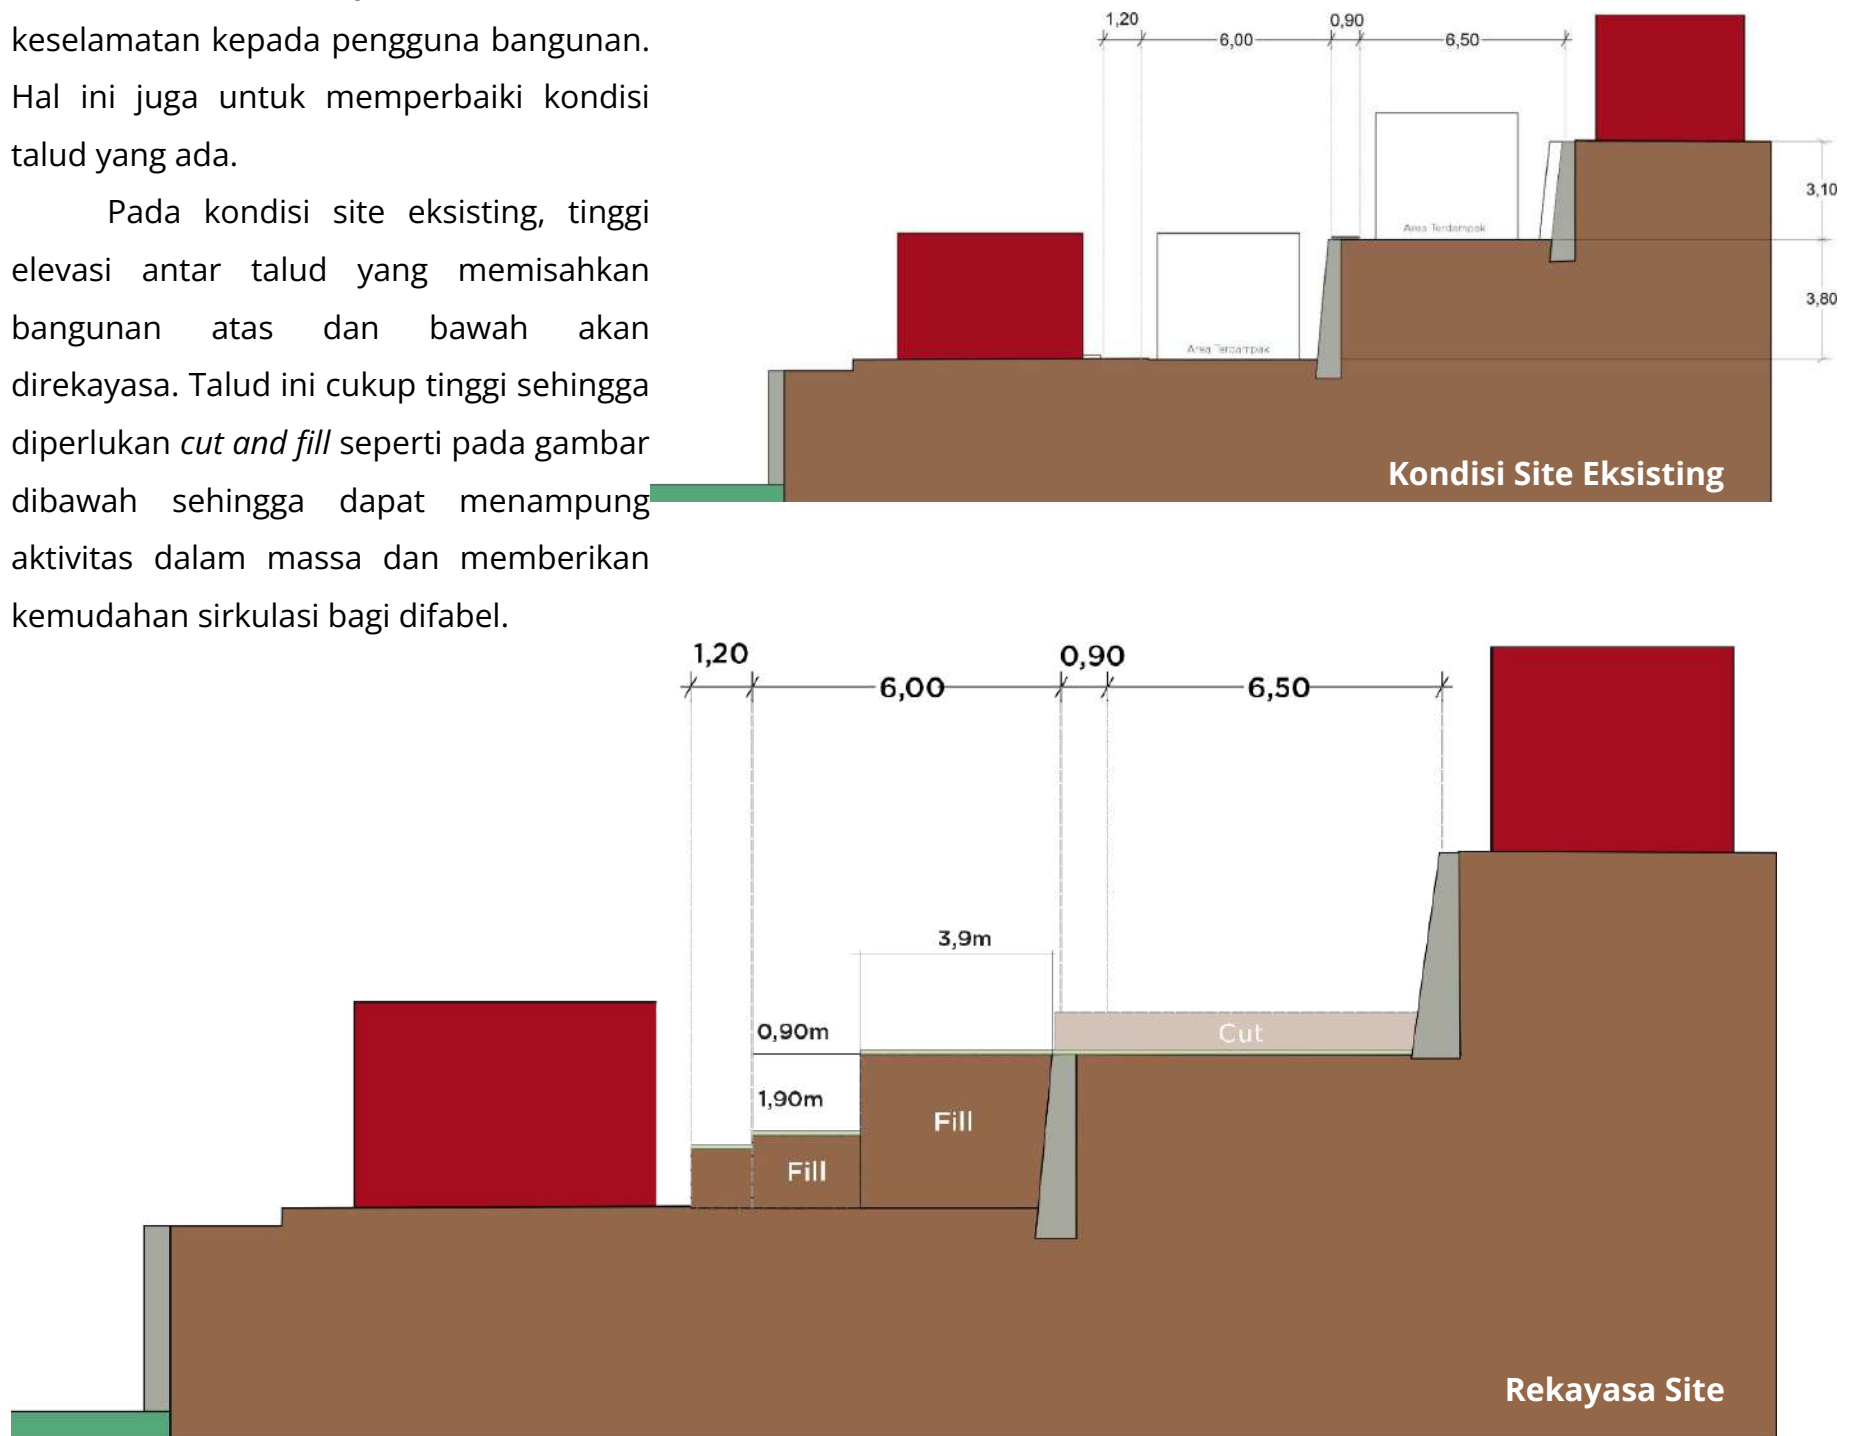 keselamatan kepada pengguna bangunan.
Hal ini juga untuk memperbaiki kondisi
talud yang ada.
Pada kondisi site eksisting, tinggi
elevasi antar talud yang memisahkan
bangunan atas dan bawah akan
direkayasa. Talud ini cukup tinggi sehingga
diperlukan cut and fill seperti pada gambar
dibawah sehingga dapat menampung
aktivitas dalam massa dan memberikan
kemudahan sirkulasi bagi difabel.
1,20
0,90
6,00
6,50
3,10
Area Terdampak
3,80
Area Terdampak
Kondisi Site Eksisting
1,20
0,90
6,00
6,50
3,9m
0,90m
Cut
1,90m
Fill
Fill
Rekayasa Site